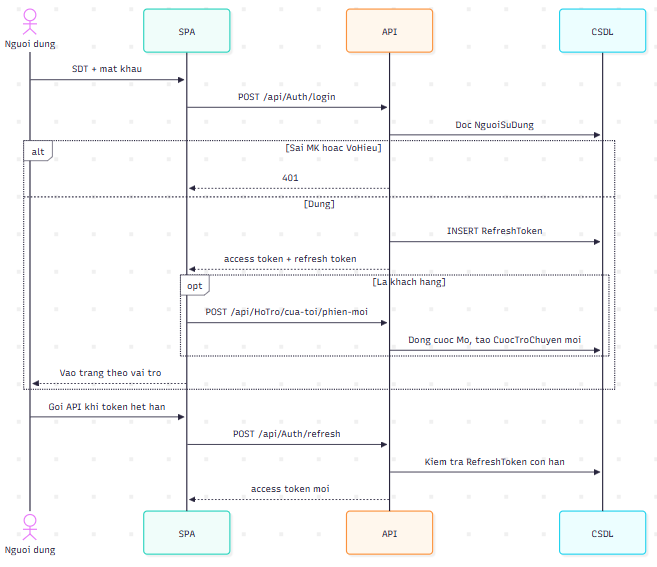 Nguoi dung
SPA
API
CSDL
SDT + mat khau
POST /api/Auth/login
Doc NguoiSuDung
alt
[Sai MK hoac VoHieu]
401
[Dung]
INSERT RefreshToken
access token + refresh token
opt
[La khach hang]
POST /api/HoTro/cua-toi/phien-moi
Dong cuoc Mo, tao CuocTroChuyen moi
Vao trang theo vai tro
Goi API khi token het han
POST /api/Auth/refresh
Kiem tra RefreshToken con han
access token moi
Nguoi dung
SPA
API
CSDL